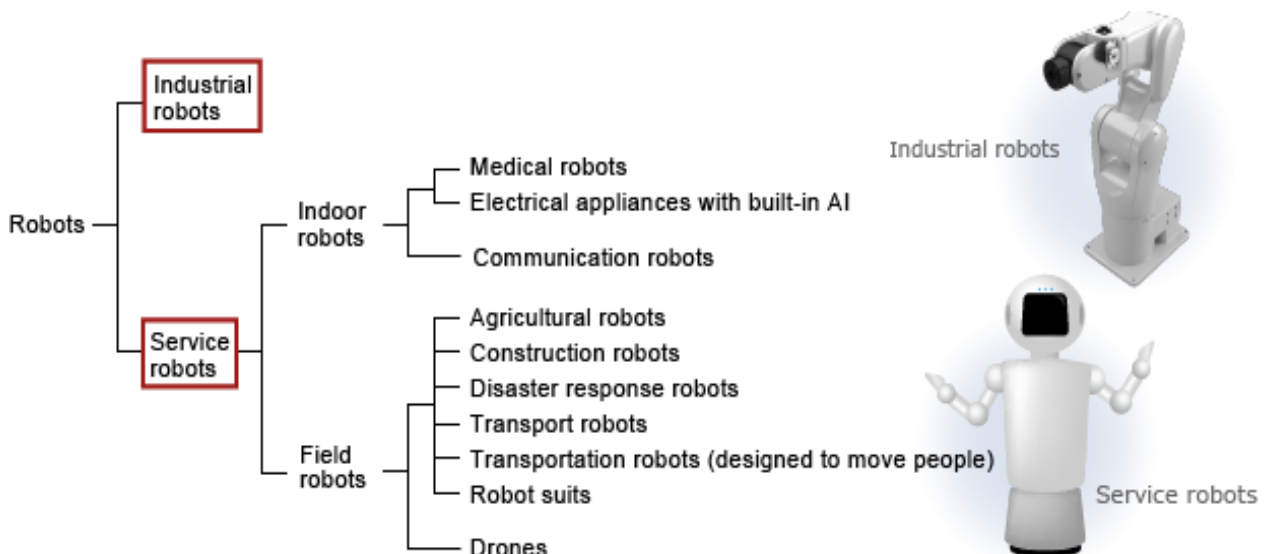 Industrial
robots
Medical robots
Industrial robots
Electrical appliances with built-in AI
Indoor
robots
Robots
Communication robots
Agricultural robots
Service
robots
Construction robots
Disaster response robots
Transport robots
Field
robots
Transportation robots (designed to move people)
Robot suits
Service robots
Drones